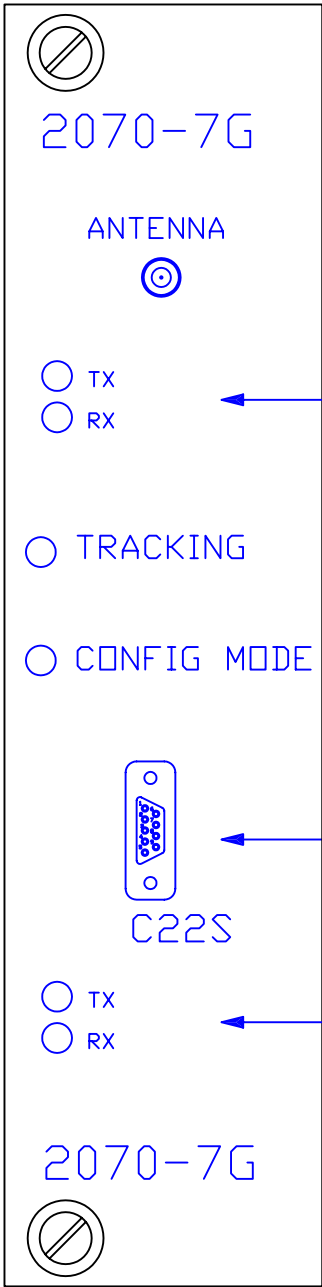 2070-7G
ANTENNA
TX
RX
TRACKING
CONFIG MODE
C22S
TX
RX
2070-7G